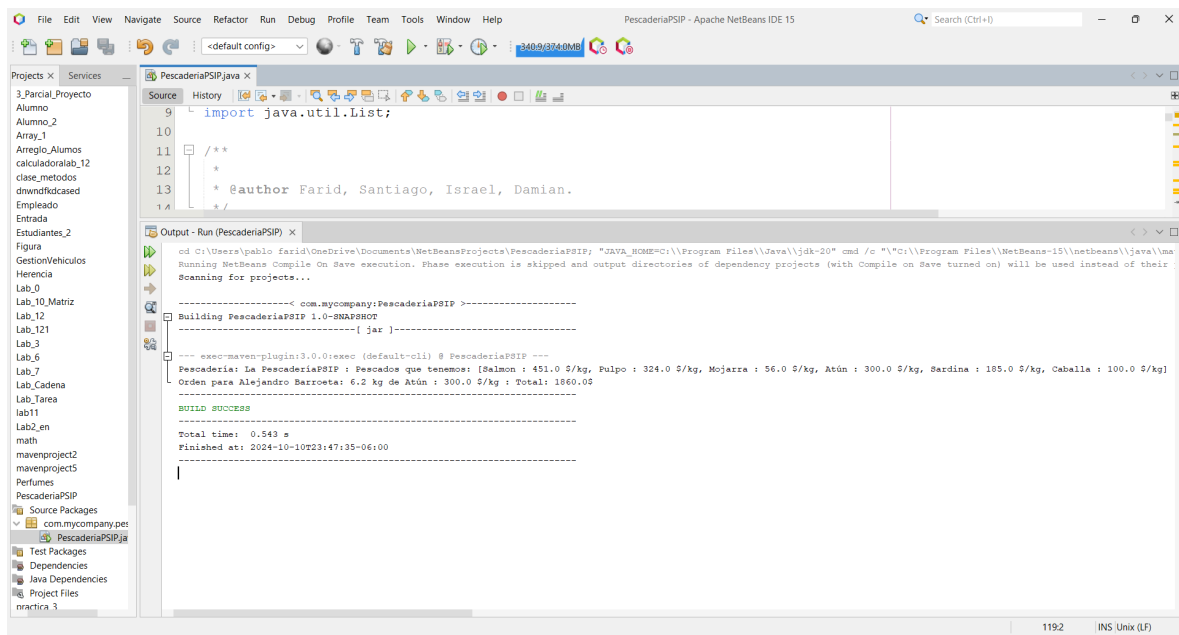 File Edit View Navigate Source Refactor Run Debug Profile Team Tools Window Help PescaderiaPSIP - Apache NetBeans IDE 15 Search (Ctrl+I)
<default config> 340.9/374.0MB
Projects Services
3_Parcial_Proyecto
Alumno
Alumno_2
Array_1
Arreglo_Alumos
calculadoralab_12
clase_metodos
dnwndfkdcased
Empleado
Entrada
Estudiantes_2
Figura
GestionVehiculos
Herencia
Lab_0
Lab_10_Matriz
Lab_12
Lab_121
Lab_3
Lab_6
Lab_7
Lab_Cadena
Lab_Tarea
lab11
Lab2_en
math
mavenproject2
mavenproject5
Perfumes
PescaderiaPSIP
Source Packages
com.mycompany.pes
PescaderiaPSIP.ja
Test Packages
Dependencies
Java Dependencies
Project Files
practica_3
PescaderiaPSIP.java
Source History
9 import java.util.List;
10
11 /**
12 *
13 * @author Farid, Santiago, Israel, Damian.
14 */
Output - Run (PescaderiaPSIP)
cd C:\Users\pablo farid\OneDrive\Documents\NetBeansProjects\PescaderiaPSIP; "JAVA_HOME=C:\\Program Files\\Java\\jdk-20" cmd /c "\"C:\\Program Files\\NetBeans-15\\netbeans\\java\\ma
Running NetBeans Compile On Save execution. Phase execution is skipped and output directories of dependency projects (with Compile on Save turned on) will be used instead of their
Scanning for projects...
--------------------< com.mycompany:PescaderiaPSIP >--------------------
Building PescaderiaPSIP 1.0-SNAPSHOT
--------------------------------[ jar ]---------------------------------
--- exec-maven-plugin:3.0.0:exec (default-cli) @ PescaderiaPSIP ---
Pescaderia: La PescaderiaPSIP : Pescados que tenemos: [Salmon : 451.0 $/kg, Pulpo : 324.0 $/kg, Mojarra : 56.0 $/kg, Atún : 300.0 $/kg, Sardina : 185.0 $/kg, Caballa : 100.0 $/kg]
Orden para Alejandro Barroeta: 6.2 kg de Atún : 300.0 $/kg : Total: 1860.0$
------------------------------------------------------------------------
BUILD SUCCESS
------------------------------------------------------------------------
Total time: 0.543 s
Finished at: 2024-10-10T23:47:35-06:00
------------------------------------------------------------------------
119:2 INS Unix (LF)